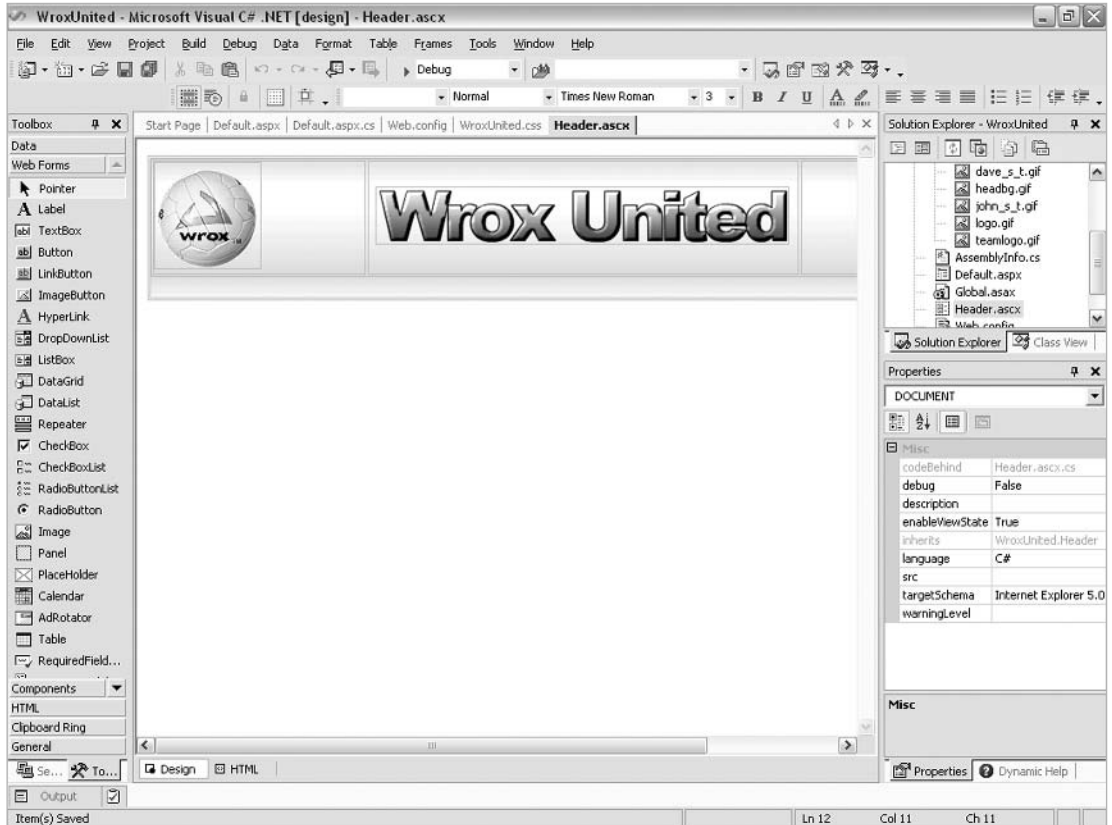 WroxUnited - Microsoft Visual C# .NET [design] - Header.ascx
File Edit View Project Build Debug Data Format Table Frames Tools Window Help
Debug
Normal Times New Roman 3 B I U A
Toolbox
Data
Web Forms
Pointer
A Label
abl TextBox
ab Button
ab LinkButton
ImageButton
A HyperLink
DropDownList
ListBox
DataGrid
DataList
Repeater
CheckBox
CheckBoxList
RadioButtonList
RadioButton
Image
Panel
PlaceHolder
Calendar
AdRotator
Table
RequiredField...
Components
HTML
Clipboard Ring
General
Se... To...
Start Page Default.aspx Default.aspx.cs Web.config WroxUnited.css Header.ascx
wrox
Wrox United
Design HTML
Solution Explorer - WroxUnited
dave_s_t.gif
headbg.gif
john_s_t.gif
logo.gif
teamlogo.gif
AssemblyInfo.cs
Default.aspx
Global.asax
Header.ascx
Web.config
Solution Explorer Class View
Properties
DOCUMENT
Misc
codeBehind Header.ascx.cs
debug False
description
enableViewState True
inherits WroxUnited.Header
language C#
src
targetSchema Internet Explorer 5.0
warningLevel
Misc
Properties Dynamic Help
Output
Item(s) Saved Ln 12 Col 11 Ch 11